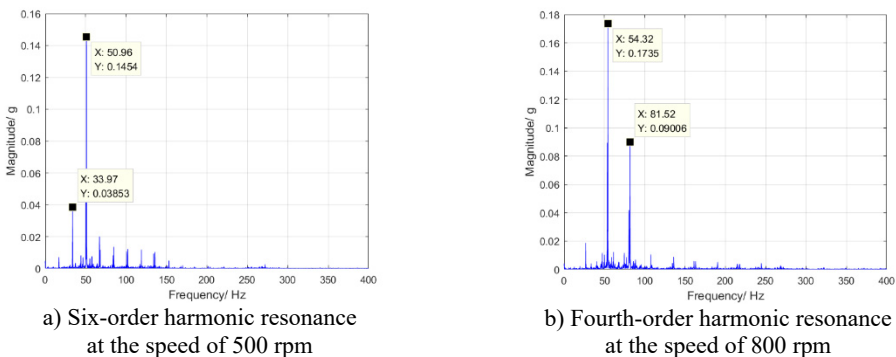 0.16
0.14
0.12
0.1
0.08
0.06
0.04
0.02
0
Magnitude/ g
X: 50.96
Y: 0.1454
X: 33.97
Y: 0.03853
0 50 100 150 200 250 300 350 400
Frequency/ Hz
a) Six-order harmonic resonance
at the speed of 500 rpm
0.18
0.16
0.14
0.12
0.1
0.08
0.06
0.04
0.02
0
Magnitude/ g
X: 54.32
Y: 0.1735
X: 81.52
Y: 0.09006
0 50 100 150 200 250 300 350 400
Frequency/ Hz
b) Fourth-order harmonic resonance
at the speed of 800 rpm